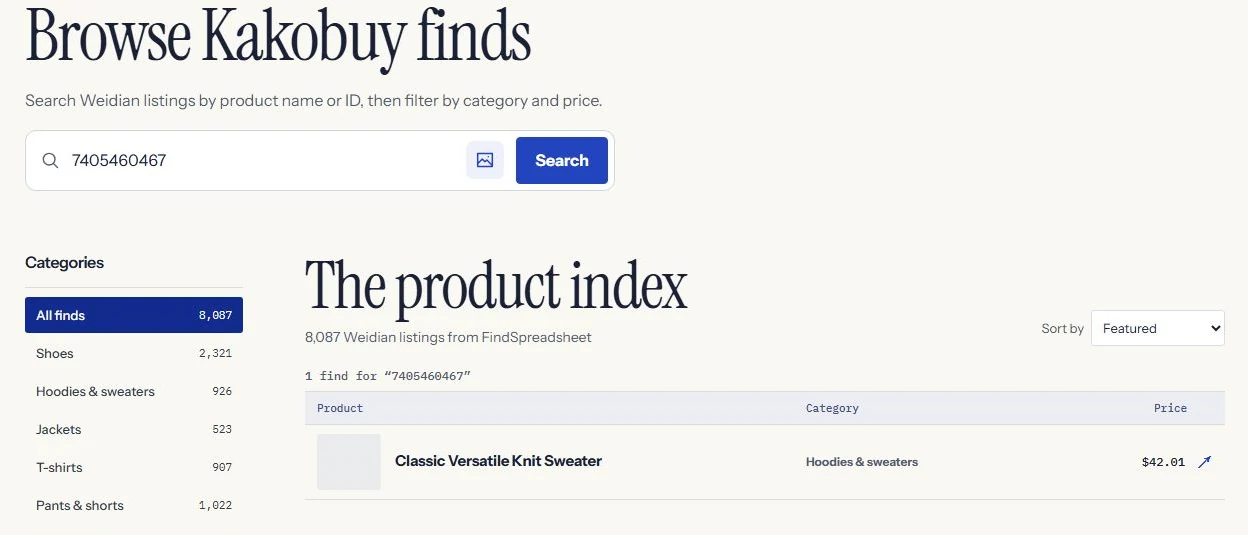 Browse Kakobuy finds
Search Weidian listings by product name or ID, then filter by category and price.
7405460467
Search
Categories
All finds 8,087
Shoes 2,321
Hoodies & sweaters 926
Jackets 523
T-shirts 907
Pants & shorts 1,022
The product index
8,087 Weidian listings from FindSpreadsheet
Sort by Featured
1 find for “7405460467”
Product Category Price
Classic Versatile Knit Sweater Hoodies & sweaters $42.01